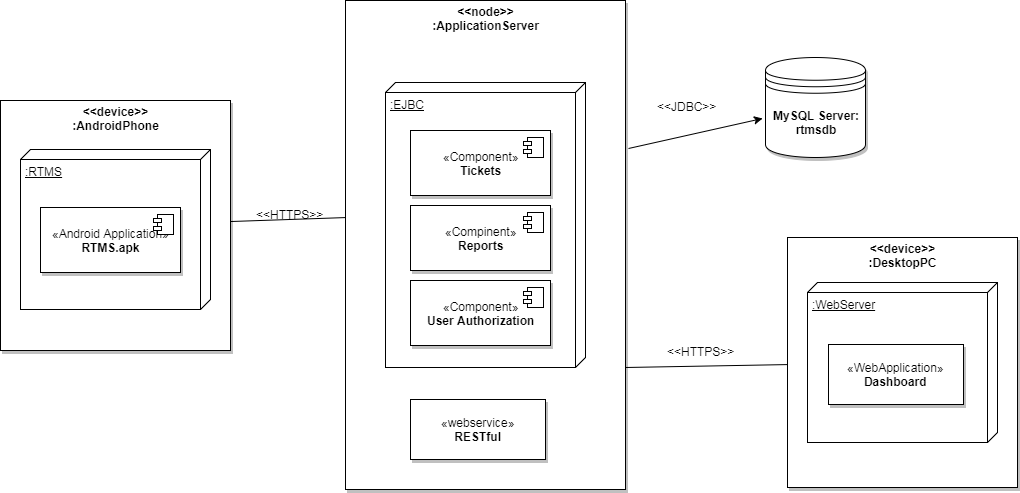 <<node>>
:ApplicationServer
:EJBC
«Component»
Tickets
«Compinent»
Reports
«Component»
User Authorization
«webservice»
RESTful
<<device>>
:AndroidPhone
:RTMS
«Android Application»
RTMS.apk
<<HTTPS>>
<<JDBC>>
MySQL Server:
rtmsdb
<<HTTPS>>
<<device>>
:DesktopPC
:WebServer
«WebApplication»
Dashboard